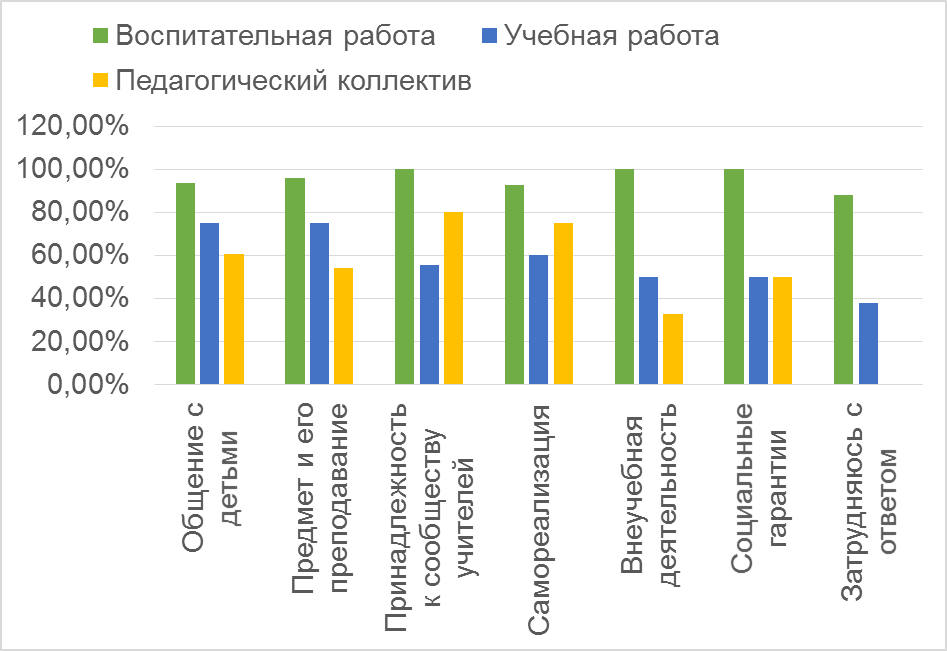 Воспитательная работа
Учебная работа
Педагогический коллектив
120,00%
100,00%
80,00%
60,00%
40,00%
20,00%
0,00%
Общение с
детьми
Предмет и его
преподавание
Принадлежность
к сообществу
учителей
Самореализация
Внеучебная
деятельность
Социальные
гарантии
Затрудняюсь с
ответом